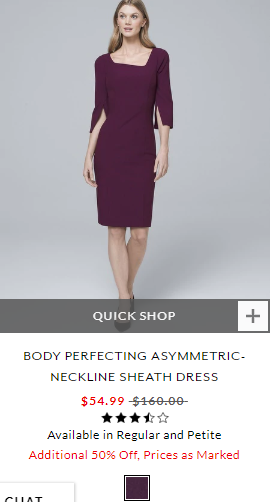 QUICK SHOP +
BODY PERFECTING ASYMMETRIC-
NECKLINE SHEATH DRESS
$54.99 $160.00
Available in Regular and Petite
Additional 50% Off, Prices as Marked
CHAT